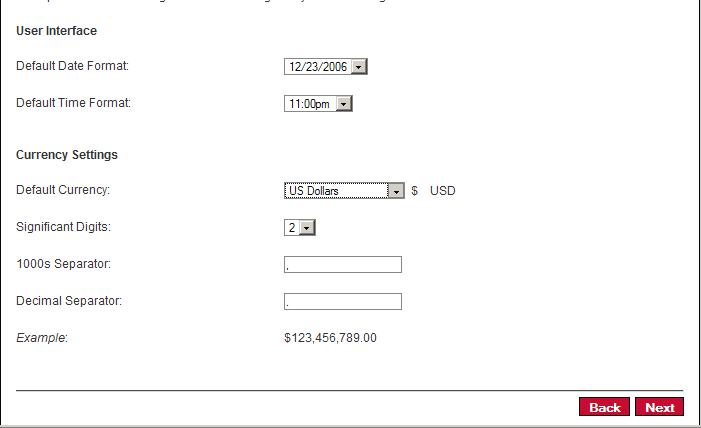 User Interface
Default Date Format: 12/23/2006
Default Time Format: 11:00pm
Currency Settings
Default Currency: US Dollars $ USD
Significant Digits: 2
1000s Separator: ,
Decimal Separator: .
Example: $123,456,789.00
Back Next